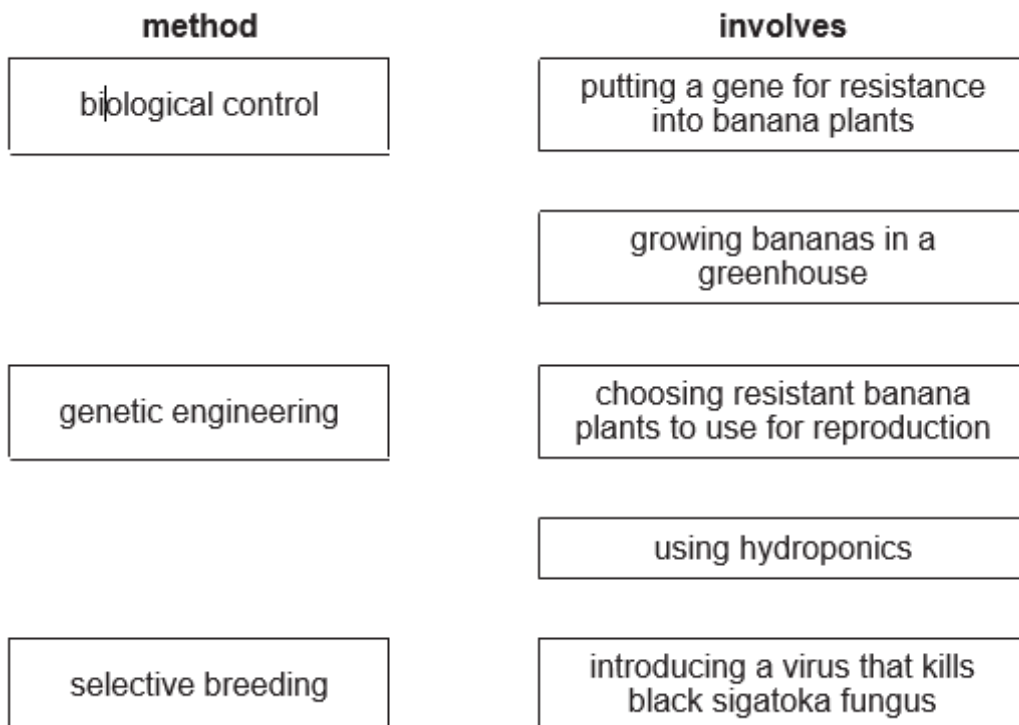 method
involves
biological control
putting a gene for resistance
into banana plants
growing bananas in a
greenhouse
genetic engineering
choosing resistant banana
plants to use for reproduction
using hydroponics
selective breeding
introducing a virus that kills
black sigatoka fungus